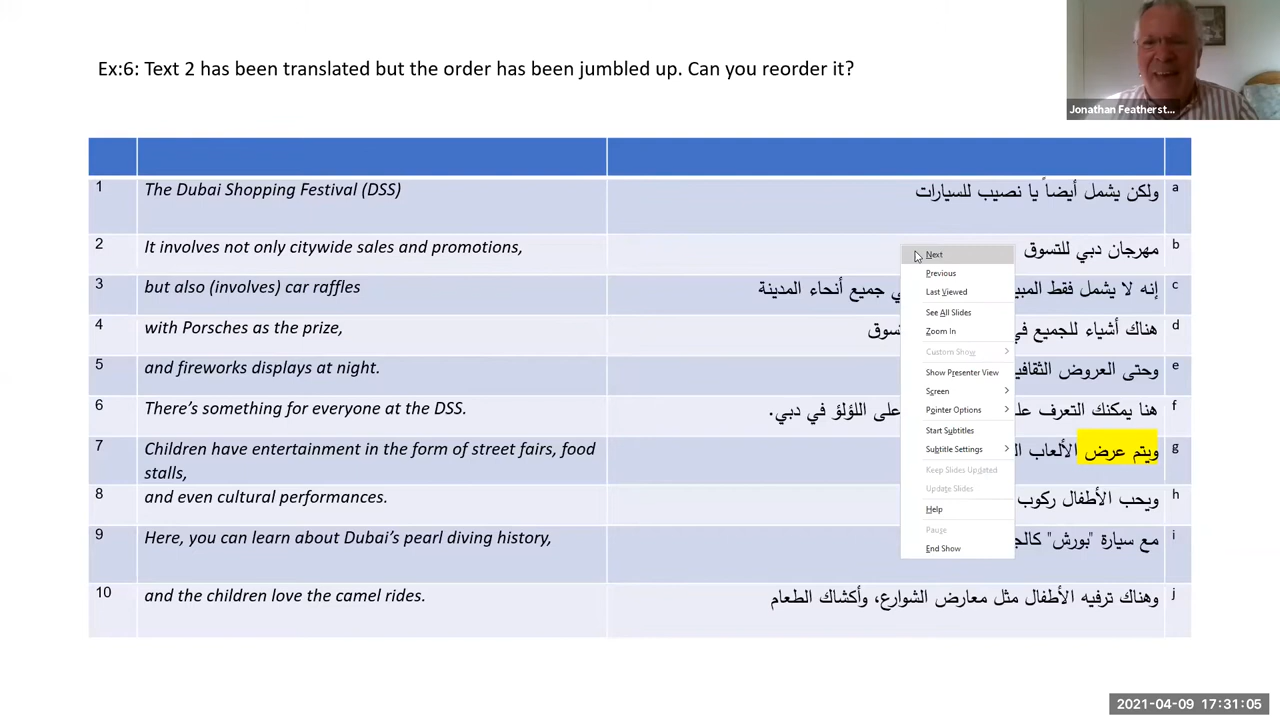 Ex:6: Text 2 has been translated but the order has been jumbled up. Can you reorder it?
Jonathan Featherst...
1 The Dubai Shopping Festival (DSS) ولكن يشمل أيضاً يا نصيب للسيارات a
2 It involves not only citywide sales and promotions, مهرجان دبي للتسوق b
3 but also (involves) car raffles إنه لا يشمل فقط جميع أنحاء المدينة c
4 with Porsches as the prize, هناك أشياء للجميع d
5 and fireworks displays at night. وحتى العروض e
6 There's something for everyone at the DSS. هنا يمكنك التعرف على اللؤلؤ في دبي. f
7 Children have entertainment in the form of street fairs, food ويتم عرض الألعاب g
stalls,
8 and even cultural performances. ويحب الأطفال ركوب h
9 Here, you can learn about Dubai's pearl diving history, مع سيارة "بورش" i
10 and the children love the camel rides. وهناك ترفيه الأطفال مثل معارض الشوارع، وأكشاك الطعام j
Next
Previous
Last Viewed
See All Slides
Zoom In
Custom Show
Show Presenter View
Screen
Pointer Options
Start Subtitles
Subtitle Settings
Keep Slides Updated
Update Slides
Help
Pause
End Show
2021-04-09 17:31:05